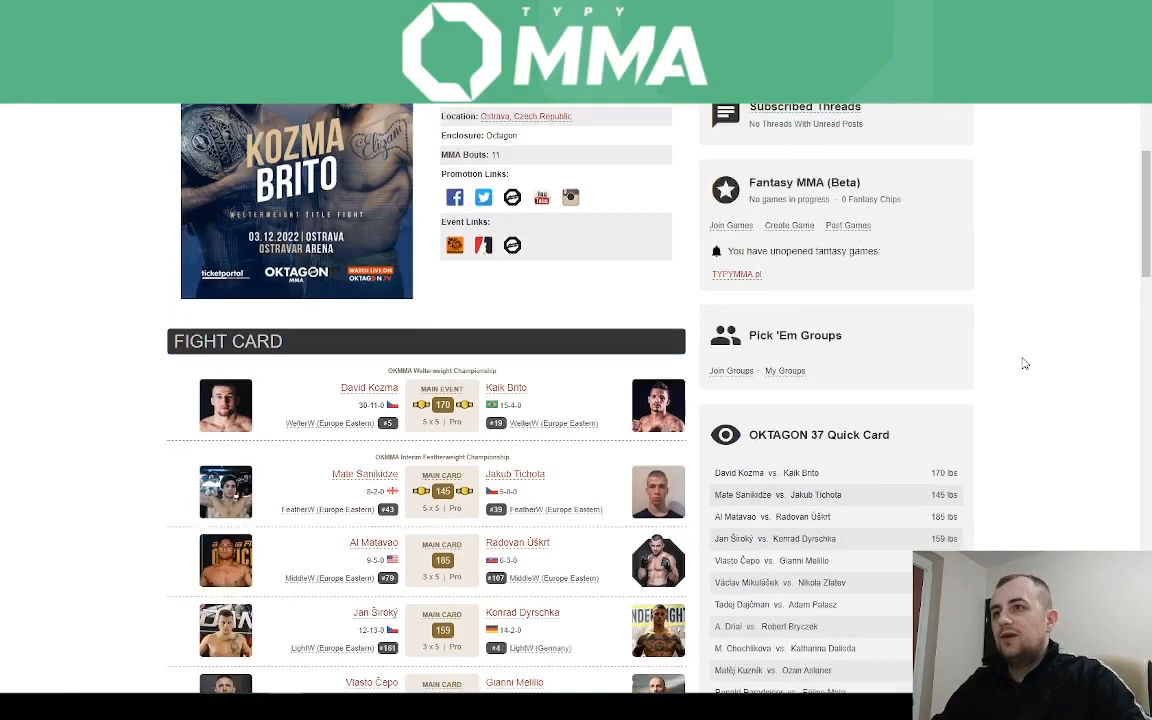 TYPY
MMA
KOZMA
BRITO
WELTERWEIGHT TITLE FIGHT
03.12.2022 | OSTRAVA
OSTRAVAR ARENA
ticketportal
OKTAGON
MMA
WATCH LIVE ON
OKTAGON.TV
Location: Ostrava, Czech Republic
Enclosure: Octagon
MMA Bouts: 11
Promotion Links:
Event Links:
FIGHT CARD
OKMMA Welterweight Championship
David Kozma
MAIN EVENT
Kaik Brito
30-11-0
170
15-4-0
WelterW (Europe Eastern) #5
5 x 5 | Pro
#19 WelterW (Europe Eastern)
OKMMA Interim Featherweight Championship
Mate Sanikidze
MAIN CARD
Jakub Tichota
8-2-0
145
5-0-0
FeatherW (Europe Eastern) #43
5 x 5 | Pro
#39 FeatherW (Europe Eastern)
Al Matavao
MAIN CARD
Radovan Úškrt
9-5-0
185
6-3-0
MiddleW (Europe Eastern) #79
3 x 5 | Pro
#107 MiddleW (Europe Eastern)
Jan Široký
MAIN CARD
Konrad Dyrschka
12-13-0
159
14-2-0
LightW (Europe Eastern) #161
3 x 5 | Pro
#4 LightW (Germany)
Vlasto Čepo
MAIN CARD
Gianni Melillo
Subscribed Threads
No Threads With Unread Posts
Fantasy MMA (Beta)
No games in progress · 0 Fantasy Chips
Join Games · Create Game · Past Games
You have unopened fantasy games:
TYPYMMA.pl
Pick 'Em Groups
Join Groups · My Groups
OKTAGON 37 Quick Card
David Kozma vs. Kaik Brito 170 lbs
Mate Sanikidze vs. Jakub Tichota 145 lbs
Al Matavao vs. Radovan Úškrt 185 lbs
Jan Široký vs. Konrad Dyrschka 159 lbs
Vlasto Čepo vs. Gianni Melillo
Václav Mikulášek vs. Nikola Zlatev
Tadej Dajčman vs. Adam Pałasz
A. Driai vs. Robert Bryczek
M. Chochlikova vs. Katharina Dalisda
Matěj Kuzník vs. Ozan Aslaner